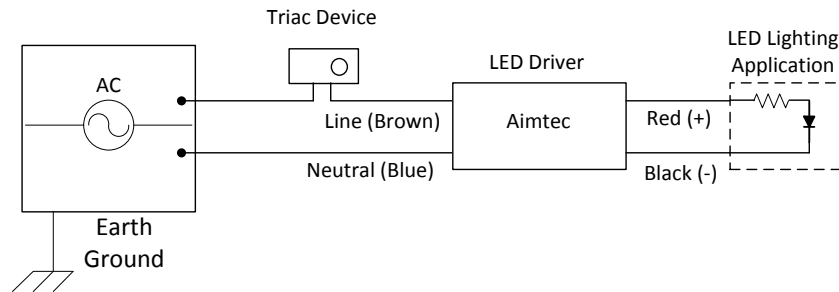 Triac Device
AC
Line (Brown)
Neutral (Blue)
Earth
Ground
LED Driver
Aimtec
Red (+)
Black (-)
LED Lighting
Application